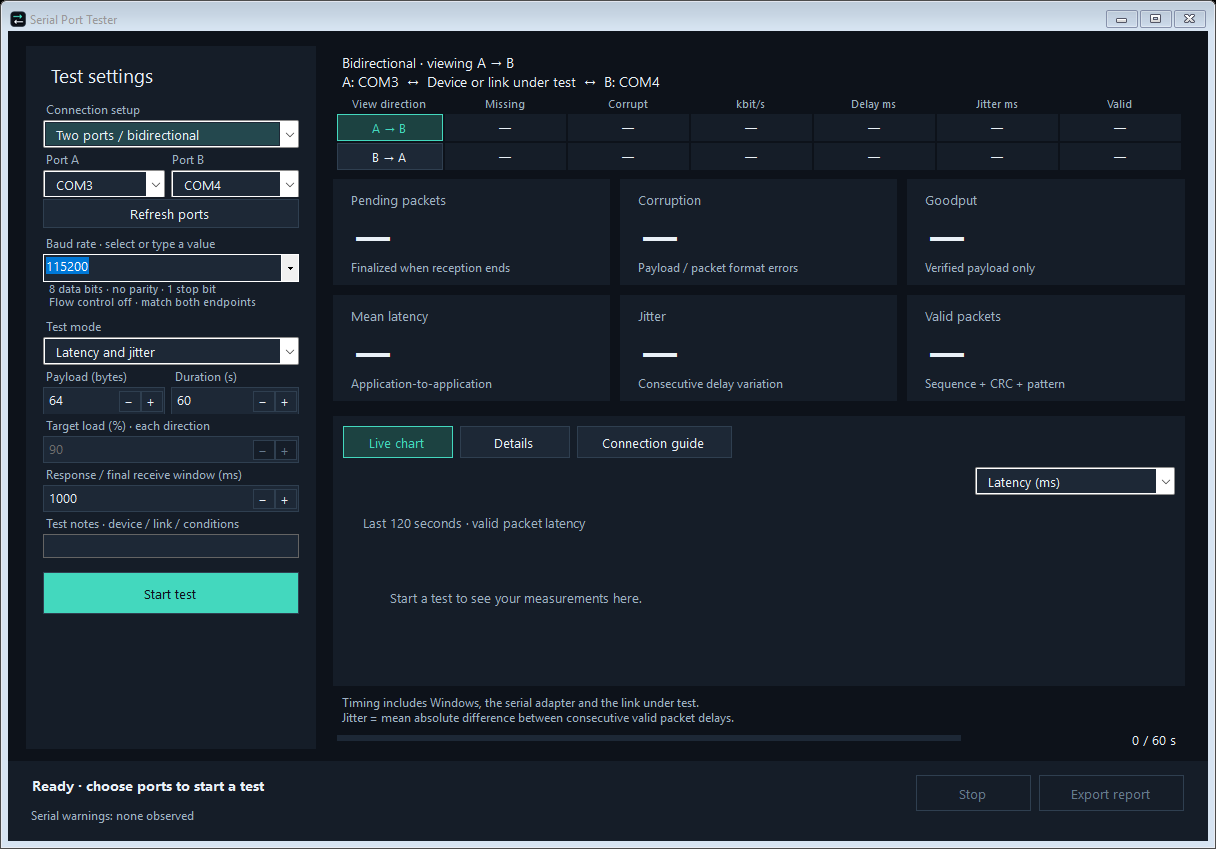 Serial Port Tester
Test settings
Connection setup
Two ports / bidirectional
Port A
Port B
COM3
COM4
Refresh ports
Baud rate · select or type a value
115200
8 data bits · no parity · 1 stop bit
Flow control off · match both endpoints
Test mode
Latency and jitter
Payload (bytes)
Duration (s)
64
− +
60
− +
Target load (%) · each direction
90
− +
Response / final receive window (ms)
1000
− +
Test notes · device / link / conditions
Start test
Bidirectional · viewing A → B
A: COM3 ↔ Device or link under test ↔ B: COM4
View direction Missing Corrupt kbit/s Delay ms Jitter ms Valid
A → B — — — — — —
B → A — — — — — —
Pending packets
—
Finalized when reception ends
Corruption
—
Payload / packet format errors
Goodput
—
Verified payload only
Mean latency
—
Application-to-application
Jitter
—
Consecutive delay variation
Valid packets
—
Sequence + CRC + pattern
Live chart
Details
Connection guide
Latency (ms)
Last 120 seconds · valid packet latency
Start a test to see your measurements here.
Timing includes Windows, the serial adapter and the link under test.
Jitter = mean absolute difference between consecutive valid packet delays.
0 / 60 s
Ready · choose ports to start a test
Serial warnings: none observed
Stop
Export report